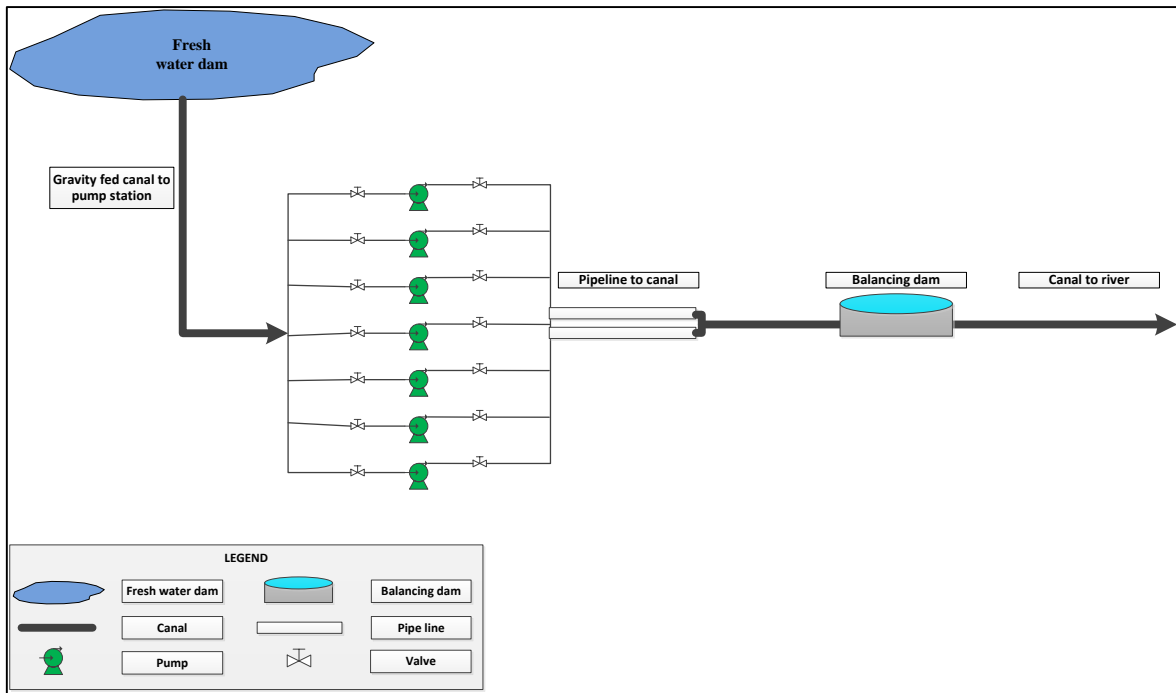 Fresh
water dam
Gravity fed canal to
pump station
Pipeline to canal
Balancing dam
Canal to river
LEGEND
Fresh water dam
Balancing dam
Canal
Pipe line
Pump
Valve